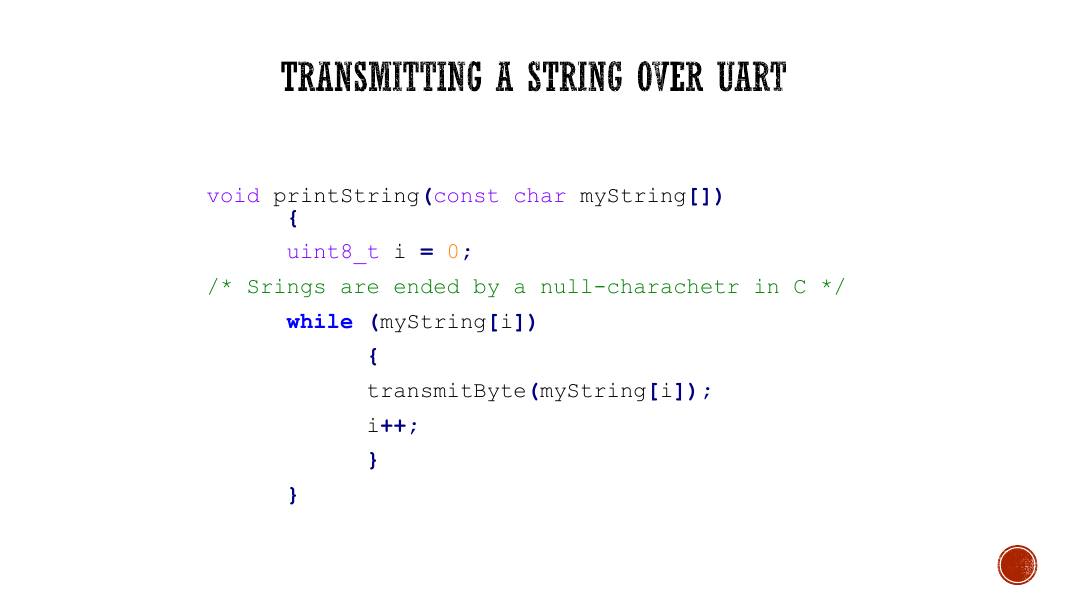 TRANSMITTING A STRING OVER UART
void printString(const char myString[])
{
uint8_t i = 0;
/* Srings are ended by a null-charachetr in C */
while (myString[i])
{
transmitByte(myString[i]);
i++;
}
}